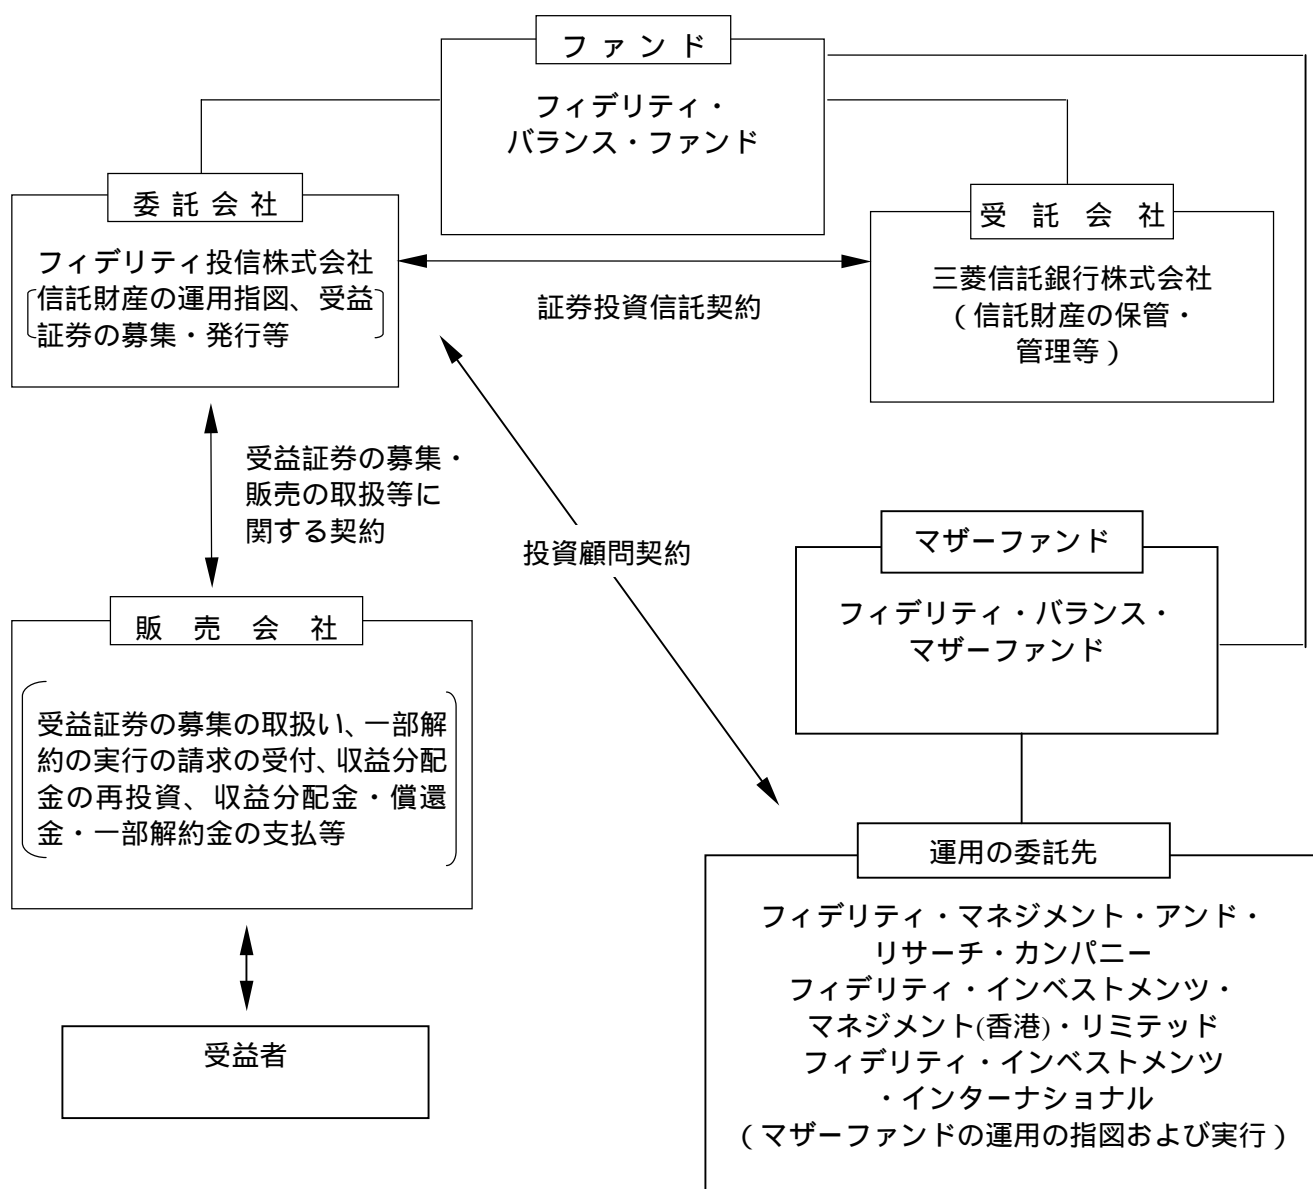 ファンド
フィデリティ・
バランス・ファンド
委託会社
フィデリティ投信株式会社
信託財産の運用指図、受益
証券の募集・発行等
証券投資信託契約
受託会社
三菱信託銀行株式会社
(信託財産の保管・
管理等)
受益証券の募集・
販売の取扱等に
関する契約
投資顧問契約
マザーファンド
フィデリティ・バランス・
マザーファンド
販売会社
受益証券の募集の取扱い、一部解
約の実行の請求の受付、収益分配
金の再投資、収益分配金・償還
金・一部解約金の支払等
運用の委託先
フィデリティ・マネジメント・アンド・
リサーチ・カンパニー
フィデリティ・インベストメンツ・
マネジメント(香港)・リミテッド
フィデリティ・インベストメンツ
・インターナショナル
(マザーファンドの運用の指図および実行)
受益者